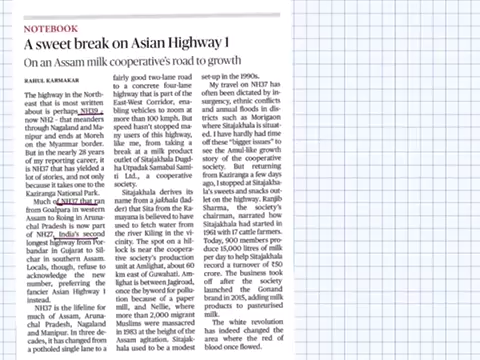 NOTEBOOK
A sweet break on Asian Highway 1
On an Assam milk cooperative's road to growth
RAHUL KARMAKAR
The highway in the North-
east that is most written
about is perhaps NH39 ,
now NH2 - that meanders
through Nagaland and Ma-
nipur and ends at Moreh on
the Myanmar border.
But in the nearly 28 years
of my reporting career, it
is NH37 that has yielded a
lot of stories, and not only
because it takes one to the
Kaziranga National Park.
Much of NH37 that ran
from Goalpara in western
Assam to Roing in Aruna-
chal Pradesh is now part
of NH27, India's second
longest highway from Por-
bandar in Gujarat to Sil-
char in southern Assam.
Locals, though, refuse to
acknowledge the new
number, preferring the
fancier Asian Highway 1
instead.
NH37 is the lifeline for
much of Assam, Aruna-
chal Pradesh, Nagaland
and Manipur. In three de-
cades, it has changed from
a potholed single lane to a
fairly good two-lane road
to a concrete four-lane
highway that is part of the
East-West Corridor, ena-
bling vehicles to zoom at
more than 100 kmph. But
speed hasn't stopped many
users of this highway,
like me, from taking a
break at a milk product
outlet of Sitajakhala Dugd-
ha Utpadak Samabai Sami-
ti Ltd., a cooperative
society.
Sitajakhala derives its
name from a jakhala (lad-
der) that Sita from the Ra-
mayana is believed to have
used to fetch water from
the river Kiling in the vi-
cinity. The spot on a hil-
lock is near the coopera-
tive society's production
unit at Amlighat, about 60
km east of Guwahati. Am-
lighat is between Jagiroad,
once the byword for pollu-
tion because of a paper
mill, and Nellie, where
more than 2,000 migrant
Muslims were massacred
in 1983 at the height of the
Assam agitation. Sitajak-
hala used to be a modest
set-up in the 1990s.
My travel on NH37 has
often been dictated by in-
surgency, ethnic conflicts
and annual floods in dis-
tricts such as Morigaon
where Sitajakhala is situat-
ed. I have hardly had time
off these "bigger issues" to
see the Amul-like growth
story of the cooperative
society. But returning
from Kaziranga a few days
ago, I stopped at Sitajakha-
la's sweets and snacks out-
let on the highway. Ranjib
Sharma, the society's
chairman, narrated how
Sitajakhala had started in
1961 with 17 cattle farmers.
Today, 900 members pro-
duce 15,000 litres of milk
per day to help Sitajakhala
record a turnover of ₹50
crore. The business took
off after the society
launched the Gonand
brand in 2015, adding milk
products to pasteurised
milk.
The white revolution
has indeed changed the
area where the red of
blood once flowed.